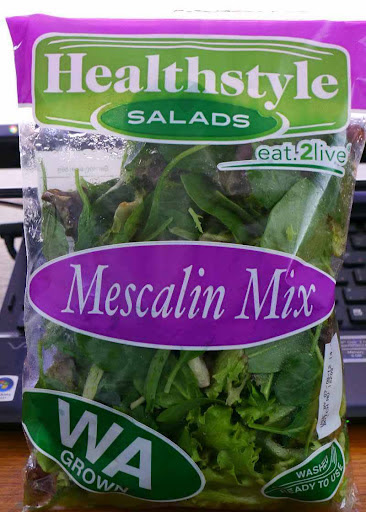 Healthstyle
SALADS
eat.2live
Mescalin Mix
WA
GROWN
WASHED
READY TO USE